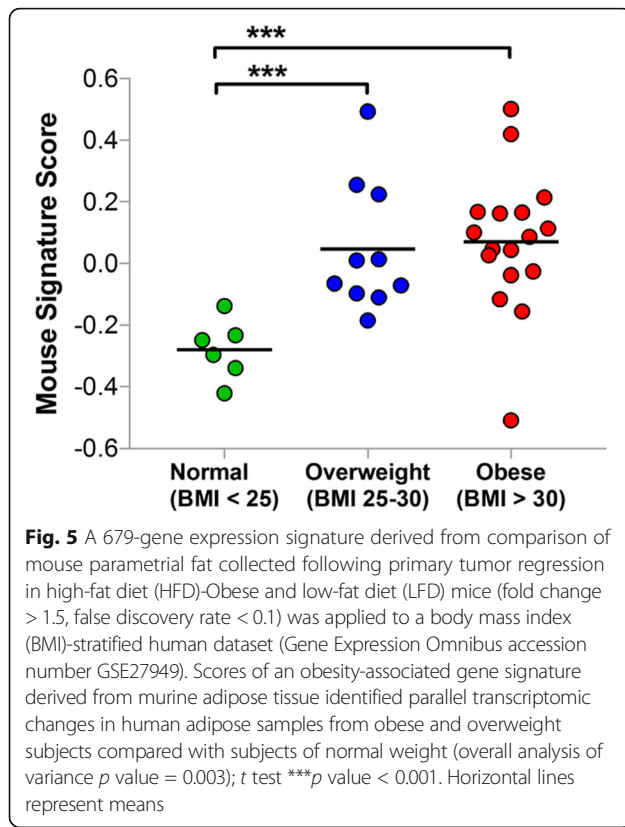 ***
***
0.6
0.4
0.2
0.0
-0.2
-0.4
-0.6
Mouse Signature Score
Normal
(BMI < 25)
Overweight
(BMI 25-30)
Obese
(BMI > 30)
Fig. 5 A 679-gene expression signature derived from comparison of
mouse parametrial fat collected following primary tumor regression
in high-fat diet (HFD)-Obese and low-fat diet (LFD) mice (fold change
> 1.5, false discovery rate < 0.1) was applied to a body mass index
(BMI)-stratified human dataset (Gene Expression Omnibus accession
number GSE27949). Scores of an obesity-associated gene signature
derived from murine adipose tissue identified parallel transcriptomic
changes in human adipose samples from obese and overweight
subjects compared with subjects of normal weight (overall analysis of
variance p value = 0.003); t test ***p value < 0.001. Horizontal lines
represent means